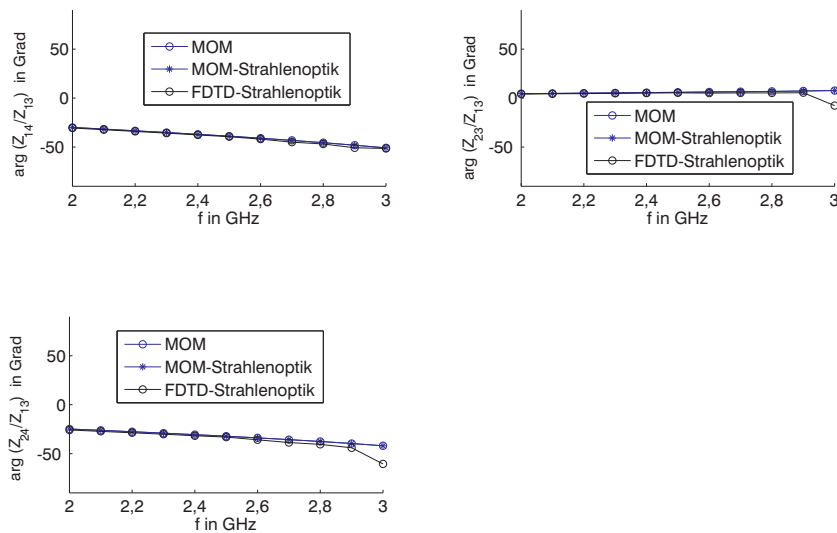 arg (Z14/Z13) in Grad
50
0
-50
MOM
MOM-Strahlenoptik
FDTD-Strahlenoptik
2 2,2 2,4 2,6 2,8 3
f in GHz
arg (Z23/Z13) in Grad
50
0
-50
MOM
MOM-Strahlenoptik
FDTD-Strahlenoptik
2 2,2 2,4 2,6 2,8 3
f in GHz
arg (Z24/Z13) in Grad
50
0
-50
MOM
MOM-Strahlenoptik
FDTD-Strahlenoptik
2 2,2 2,4 2,6 2,8 3
f in GHz